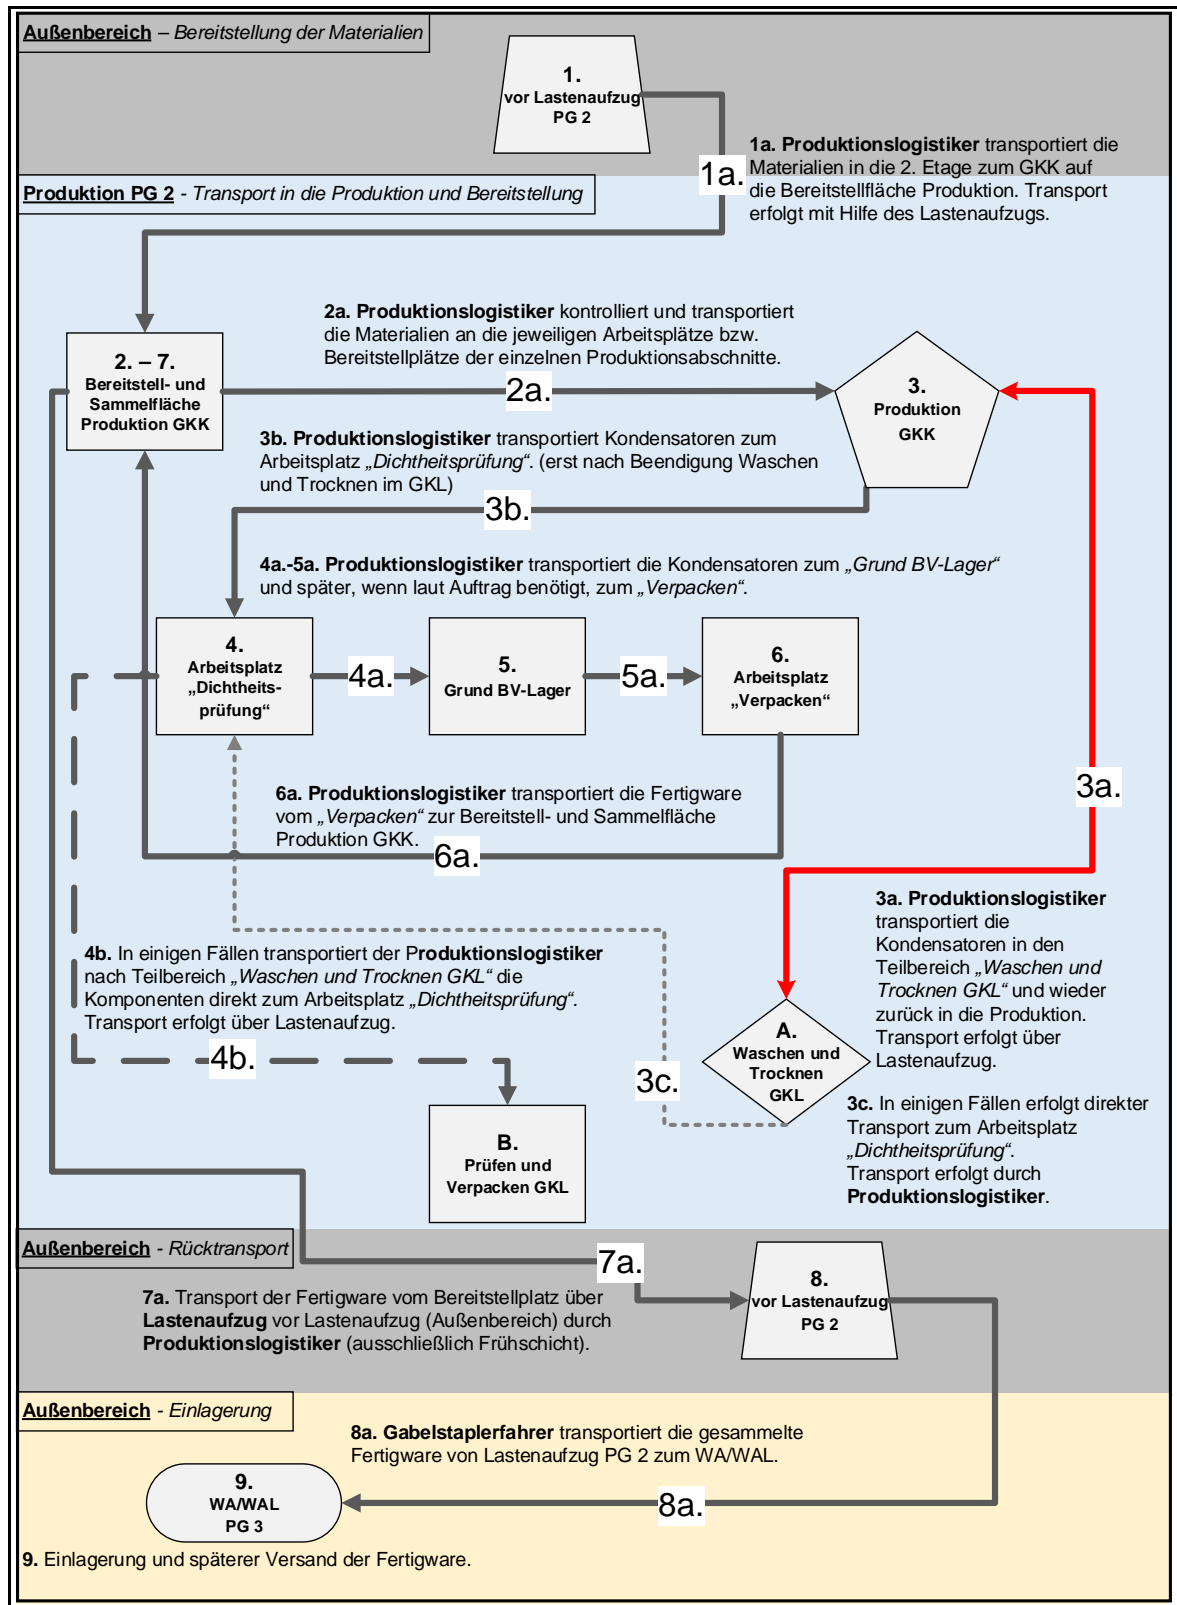 Außenbereich – Bereitstellung der Materialien
1.
vor Lastenaufzug
PG 2
1a. Produktionslogistiker transportiert die
Materialien in die 2. Etage zum GKK auf
die Bereitstellfläche Produktion. Transport
erfolgt mit Hilfe des Lastenaufzugs.
1a.
Produktion PG 2 - Transport in die Produktion und Bereitstellung
2a. Produktionslogistiker kontrolliert und transportiert
die Materialien an die jeweiligen Arbeitsplätze bzw.
Bereitstellplätze der einzelnen Produktionsabschnitte.
2. – 7.
Bereitstell- und
Sammelfläche
Produktion GKK
2a.
3.
Produktion
GKK
3b. Produktionslogistiker transportiert Kondensatoren zum
Arbeitsplatz „Dichtheitsprüfung“. (erst nach Beendigung Waschen
und Trocknen im GKL)
3b.
4a.-5a. Produktionslogistiker transportiert die Kondensatoren zum „Grund BV-Lager“
und später, wenn laut Auftrag benötigt, zum „Verpacken“.
4.
Arbeitsplatz
„Dichtheits-
prüfung“
4a.
5.
Grund BV-Lager
5a.
6.
Arbeitsplatz
„Verpacken“
3a.
6a. Produktionslogistiker transportiert die Fertigware
vom „Verpacken“ zur Bereitstell- und Sammelfläche
Produktion GKK.
6a.
3a. Produktionslogistiker
transportiert die
Kondensatoren in den
Teilbereich „Waschen und
Trocknen GKL“ und wieder
zurück in die Produktion.
Transport erfolgt über
Lastenaufzug.
4b. In einigen Fällen transportiert der Produktionslogistiker
nach Teilbereich „Waschen und Trocknen GKL“ die
Komponenten direkt zum Arbeitsplatz „Dichtheitsprüfung“.
Transport erfolgt über Lastenaufzug.
4b.
A.
Waschen und
Trocknen
GKL
3c.
3c. In einigen Fällen erfolgt direkter
Transport zum Arbeitsplatz
„Dichtheitsprüfung“.
Transport erfolgt durch
Produktionslogistiker.
B.
Prüfen und
Verpacken GKL
Außenbereich - Rücktransport
7a.
8.
vor Lastenaufzug
PG 2
7a. Transport der Fertigware vom Bereitstellplatz über
Lastenaufzug vor Lastenaufzug (Außenbereich) durch
Produktionslogistiker (ausschließlich Frühschicht).
Außenbereich - Einlagerung
8a. Gabelstaplerfahrer transportiert die gesammelte
Fertigware von Lastenaufzug PG 2 zum WA/WAL.
9.
WA/WAL
PG 3
8a.
9. Einlagerung und späterer Versand der Fertigware.